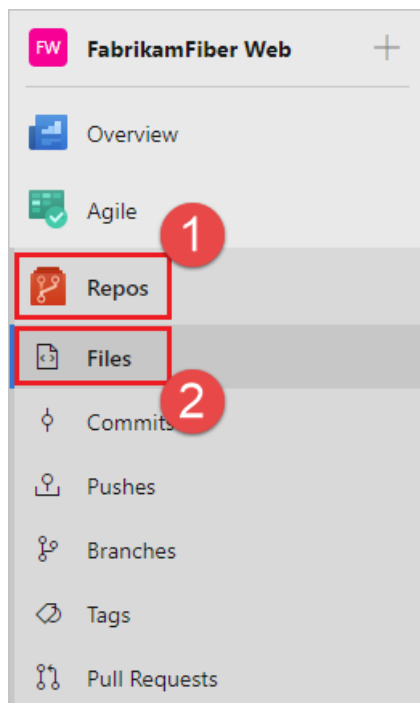 FW FabrikamFiber Web
Overview
Agile
1
Repos
Files
2
Commits
Pushes
Branches
Tags
Pull Requests